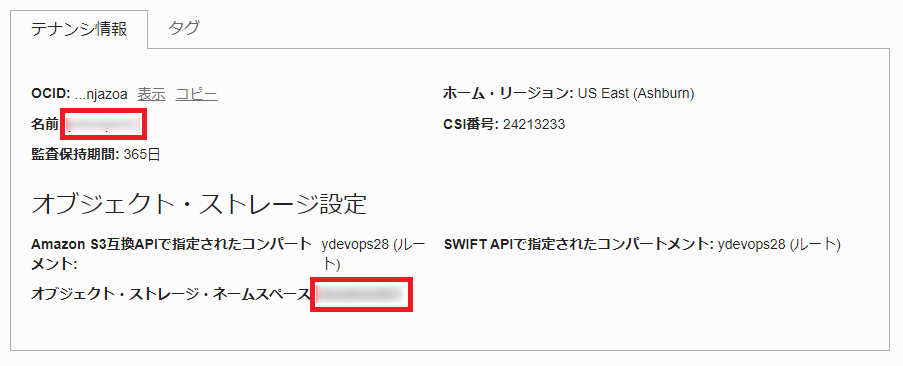 テナンシ情報
タグ
OCID: ...njazoa 表示 コピー
ホーム・リージョン: US East (Ashburn)
名前
CSI番号: 24213233
監査保持期間: 365日
オブジェクト・ストレージ設定
Amazon S3互換APIで指定されたコンパート
メント:
ydevops28 (ルー
ト)
SWIFT APIで指定されたコンパートメント: ydevops28 (ルート)
オブジェクト・ストレージ・ネームスペース